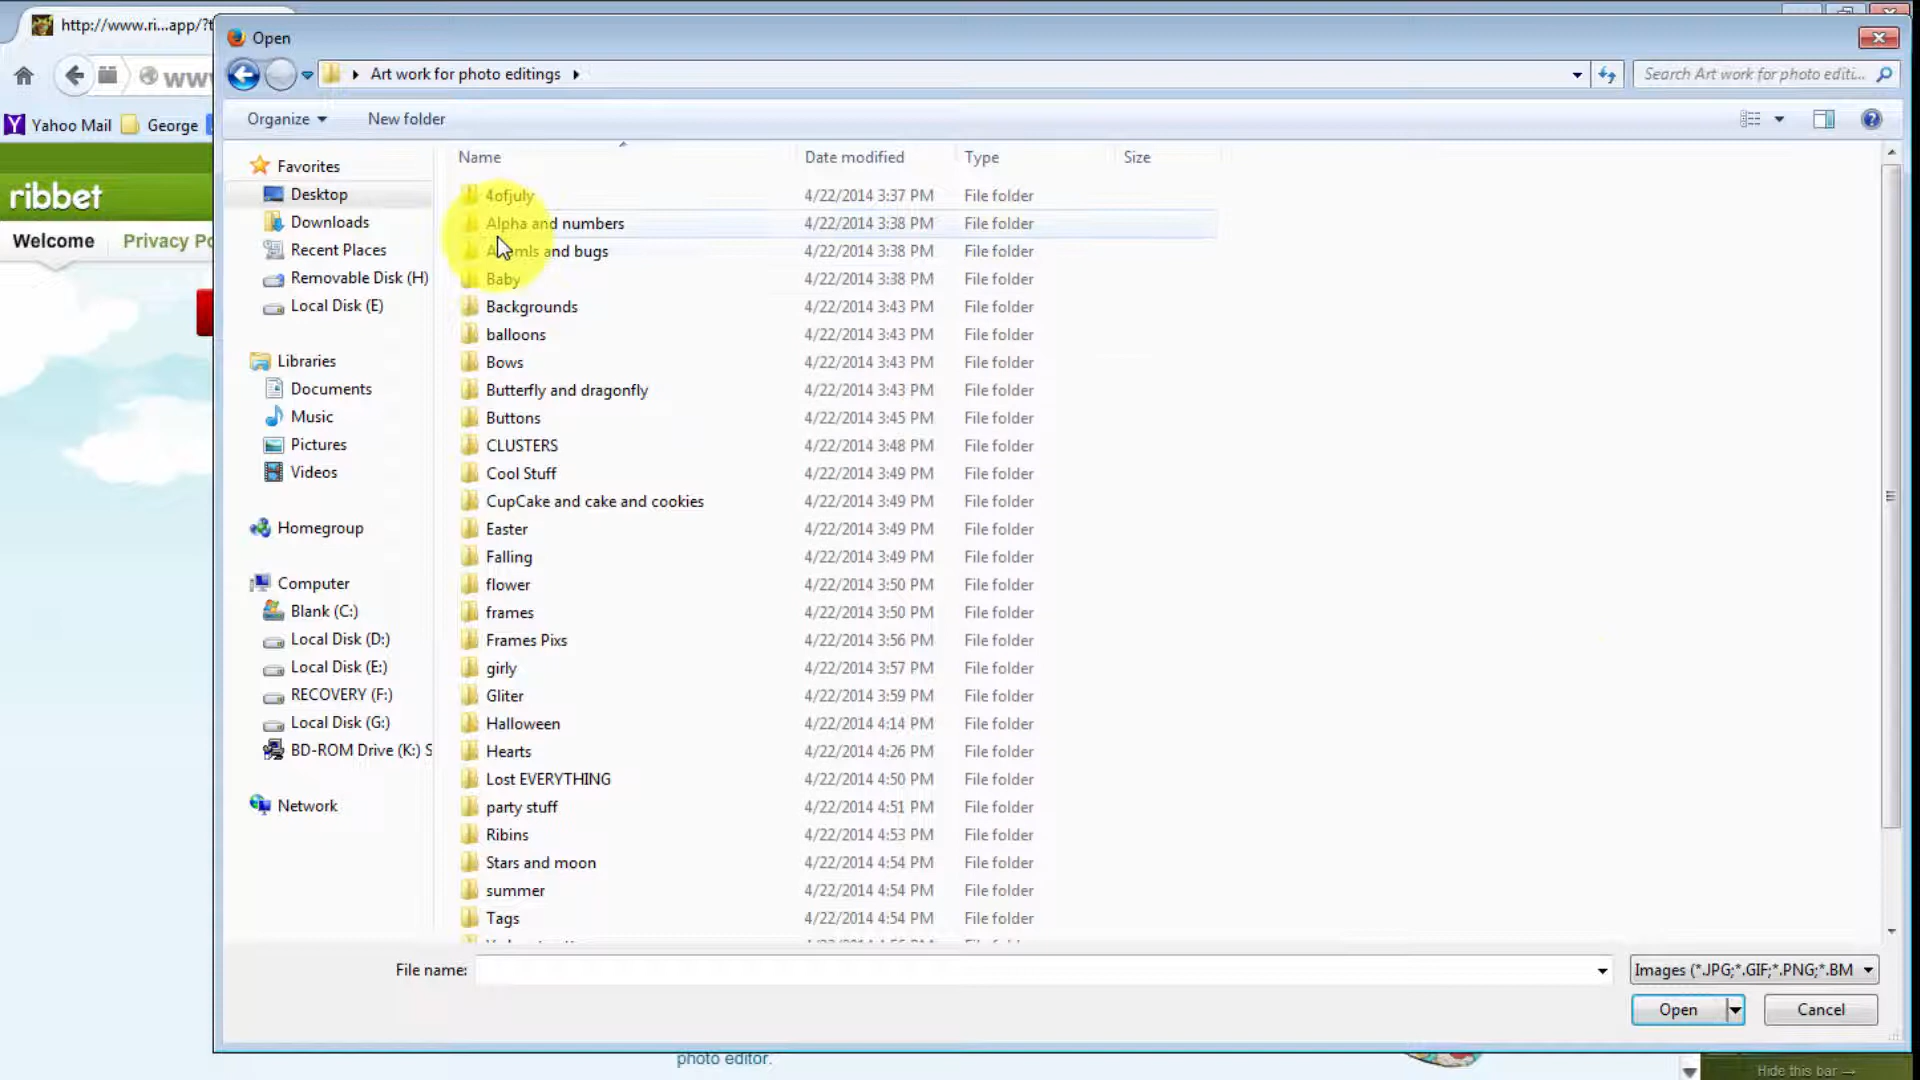 http://www.ri...app/?t
Open
Art work for photo editings
Search Art work for photo editi...
Yahoo Mail
George
Organize
New folder
ribbet
Welcome
Privacy Po
Favorites
Desktop
Downloads
Recent Places
Removable Disk (H)
Local Disk (E)
Libraries
Documents
Music
Pictures
Videos
Homegroup
Computer
Blank (C:)
Local Disk (D:)
Local Disk (E:)
RECOVERY (F:)
Local Disk (G:)
BD-ROM Drive (K:) S
Network
Name Date modified Type Size
4ofjuly 4/22/2014 3:37 PM File folder
Alpha and numbers 4/22/2014 3:38 PM File folder
and bugs 4/22/2014 3:38 PM File folder
Baby 4/22/2014 3:38 PM File folder
Backgrounds 4/22/2014 3:43 PM File folder
balloons 4/22/2014 3:43 PM File folder
Bows 4/22/2014 3:43 PM File folder
Butterfly and dragonfly 4/22/2014 3:43 PM File folder
Buttons 4/22/2014 3:45 PM File folder
CLUSTERS 4/22/2014 3:48 PM File folder
Cool Stuff 4/22/2014 3:49 PM File folder
CupCake and cake and cookies 4/22/2014 3:49 PM File folder
Easter 4/22/2014 3:49 PM File folder
Falling 4/22/2014 3:49 PM File folder
flower 4/22/2014 3:50 PM File folder
frames 4/22/2014 3:50 PM File folder
Frames Pixs 4/22/2014 3:56 PM File folder
girly 4/22/2014 3:57 PM File folder
Gliter 4/22/2014 3:59 PM File folder
Halloween 4/22/2014 4:14 PM File folder
Hearts 4/22/2014 4:26 PM File folder
Lost EVERYTHING 4/22/2014 4:50 PM File folder
party stuff 4/22/2014 4:51 PM File folder
Ribins 4/22/2014 4:53 PM File folder
Stars and moon 4/22/2014 4:54 PM File folder
summer 4/22/2014 4:54 PM File folder
Tags 4/22/2014 4:54 PM File folder
File name:
Images (*.JPG;*.GIF;*.PNG;*.BM
Open
Cancel
photo editor.
Hide this bar →